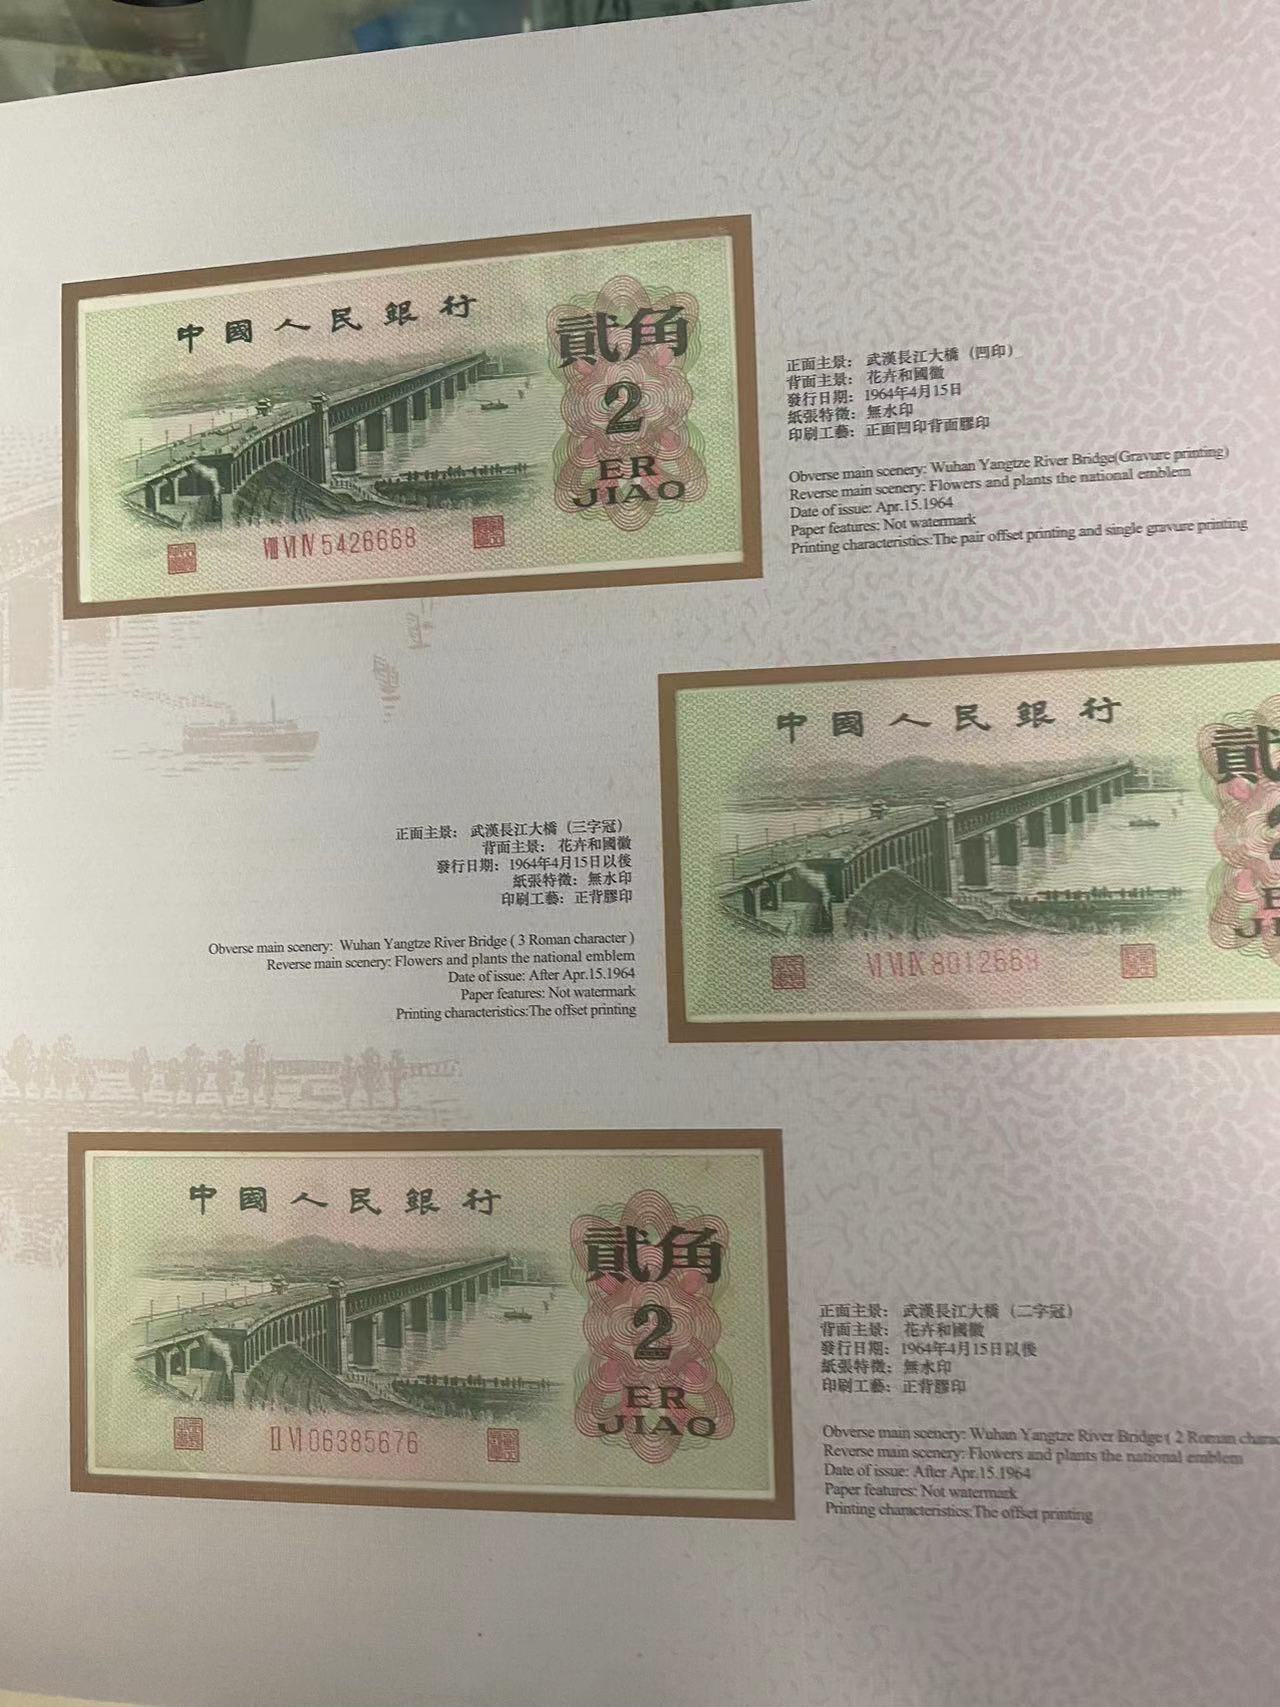 中國人民銀行
貳角
2
ER
JIAO
ⅧⅥⅣ5426668
正面主景：武漢長江大橋（凹印）
背面主景：花卉和國徽
發行日期：1964年4月15日
紙張特徵：無水印
印刷工藝：正面凹印背面膠印
Obverse main scenery: Wuhan Yangtze River Bridge(Gravure printing)
Reverse main scenery: Flowers and plants the national emblem
Date of issue: Apr.15.1964
Paper features: Not watermark
Printing characteristics:The pair offset printing and single gravure printing
中國人民銀行
貳
ⅥⅦⅨ8012669
正面主景：武漢長江大橋（三字冠）
背面主景：花卉和國徽
發行日期：1964年4月15日以後
紙張特徵：無水印
印刷工藝：正背膠印
Obverse main scenery: Wuhan Yangtze River Bridge ( 3 Roman character )
Reverse main scenery: Flowers and plants the national emblem
Date of issue: After Apr.15.1964
Paper features: Not watermark
Printing characteristics:The offset printing
中國人民銀行
貳角
2
ER
JIAO
ⅡⅥ06385676
正面主景：武漢長江大橋（二字冠）
背面主景：花卉和國徽
發行日期：1964年4月15日以後
紙張特徵：無水印
印刷工藝：正背膠印
Obverse main scenery: Wuhan Yangtze River Bridge ( 2 Roman charac
Reverse main scenery: Flowers and plants the national emblem
Date of issue: After Apr.15.1964
Paper features: Not watermark
Printing characteristics:The offset printing